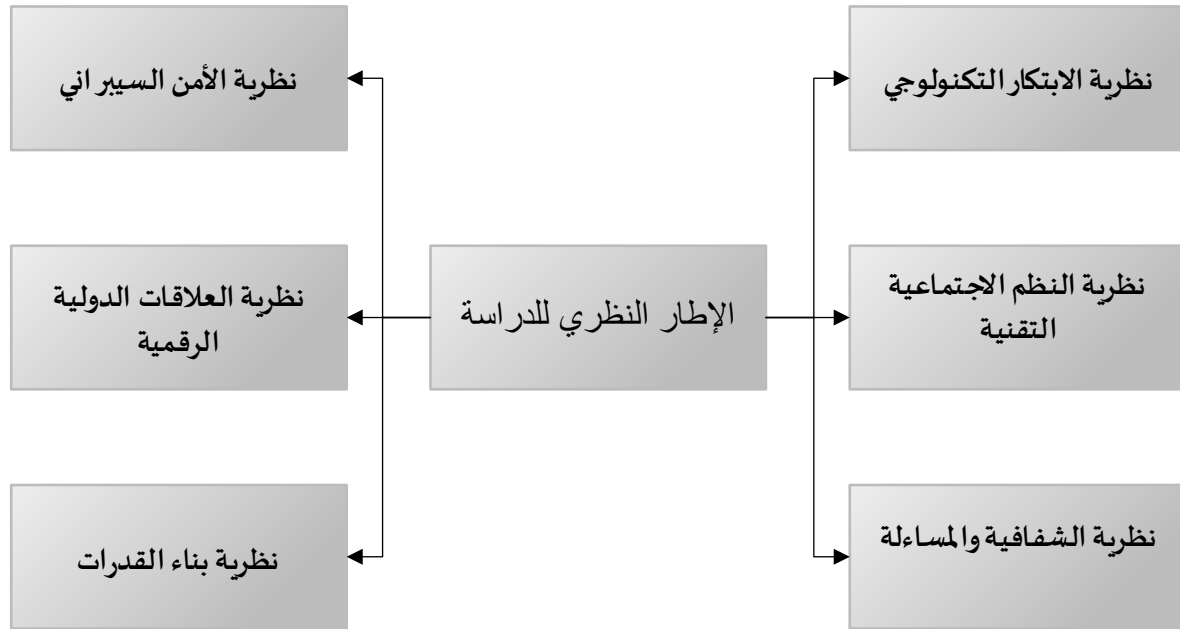 نظرية الابتكار التكنولوجي
نظرية الأمن السيبراني
نظرية النظم الاجتماعية
التقنية
الإطار النظري للدراسة
نظرية العلاقات الدولية
الرقمية
نظرية الشفافية والمساءلة
نظرية بناء القدرات